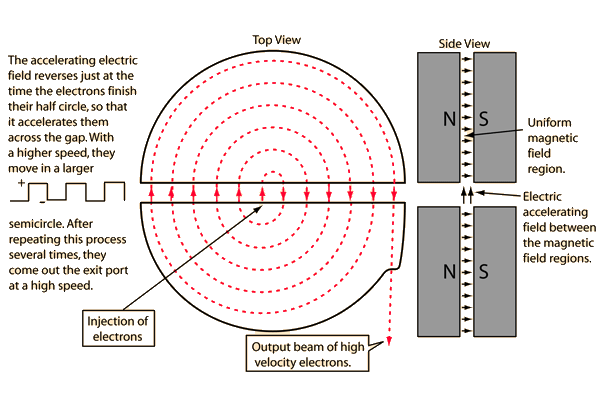 Top View
Side View
The accelerating electric
field reverses just at the
time the electrons finish
their half circle, so that
it accelerates them
across the gap. With
a higher speed, they
move in a larger
+
-
semicircle. After
repeating this process
several times, they
come out the exit port
at a high speed.
Injection of
electrons
Output beam of high
velocity electrons.
N S
Uniform
magnetic
field
region.
Electric
accelerating
field between
the magnetic
field regions.
N S